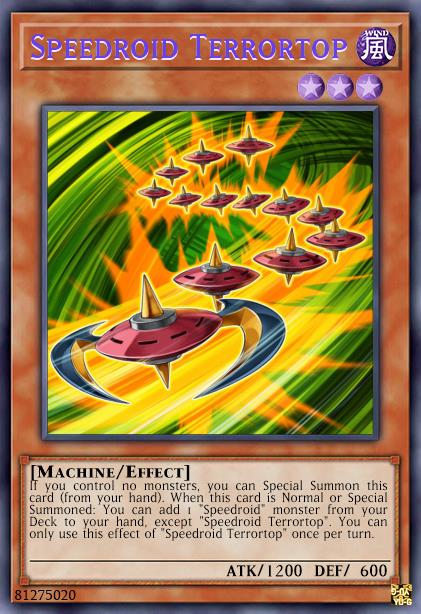 SPEEDROID TERRORTOP
WIND
風
[MACHINE/EFFECT]
If you control no monsters, you can Special Summon this
card (from your hand). When this card is Normal or Special
Summoned: You can add 1 "Speedroid" monster from your
Deck to your hand, except "Speedroid Terrortop". You can
only use this effect of "Speedroid Terrortop" once per turn.
ATK/1200 DEF/ 600
81275020